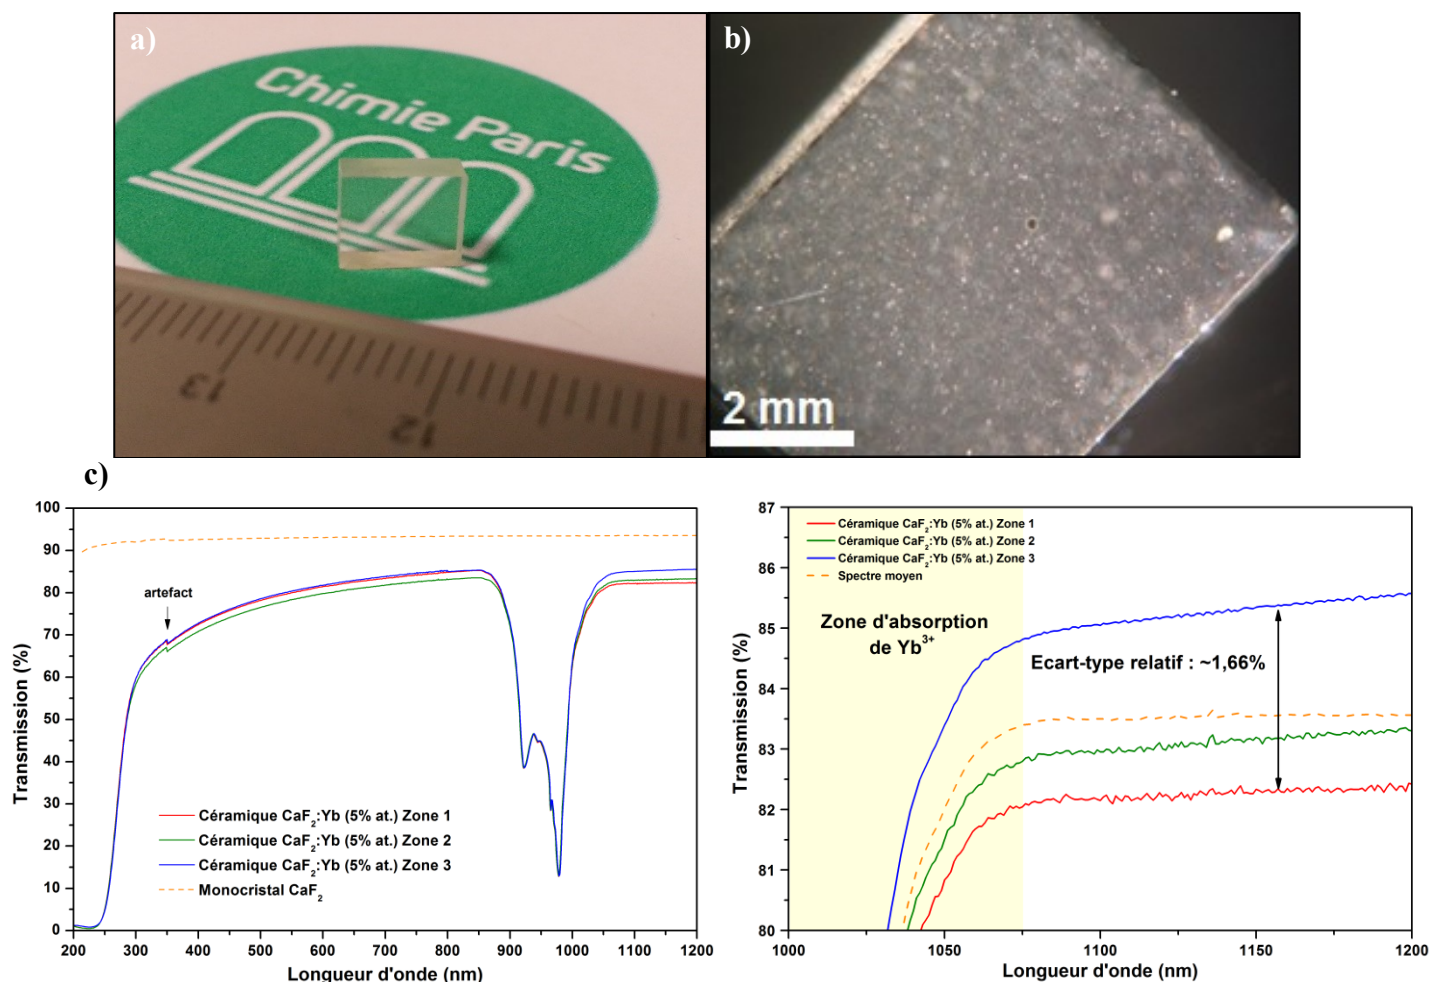 a)
Chimie Paris
13
12
b)
2 mm
c)
100
90
80
70
60
50
40
30
20
10
0
Transmission (%)
artefact
Céramique CaF2:Yb (5% at.) Zone 1
Céramique CaF2:Yb (5% at.) Zone 2
Céramique CaF2:Yb (5% at.) Zone 3
Monocristal CaF2
200 300 400 500 600 700 800 900 1000 1100 1200
Longueur d'onde (nm)
87
86
85
84
83
82
81
80
Transmission (%)
Céramique CaF2:Yb (5% at.) Zone 1
Céramique CaF2:Yb (5% at.) Zone 2
Céramique CaF2:Yb (5% at.) Zone 3
Spectre moyen
Zone d'absorption
de Yb3+
Ecart-type relatif : ~1,66%
1000 1050 1100 1150 1200
Longueur d'onde (nm)